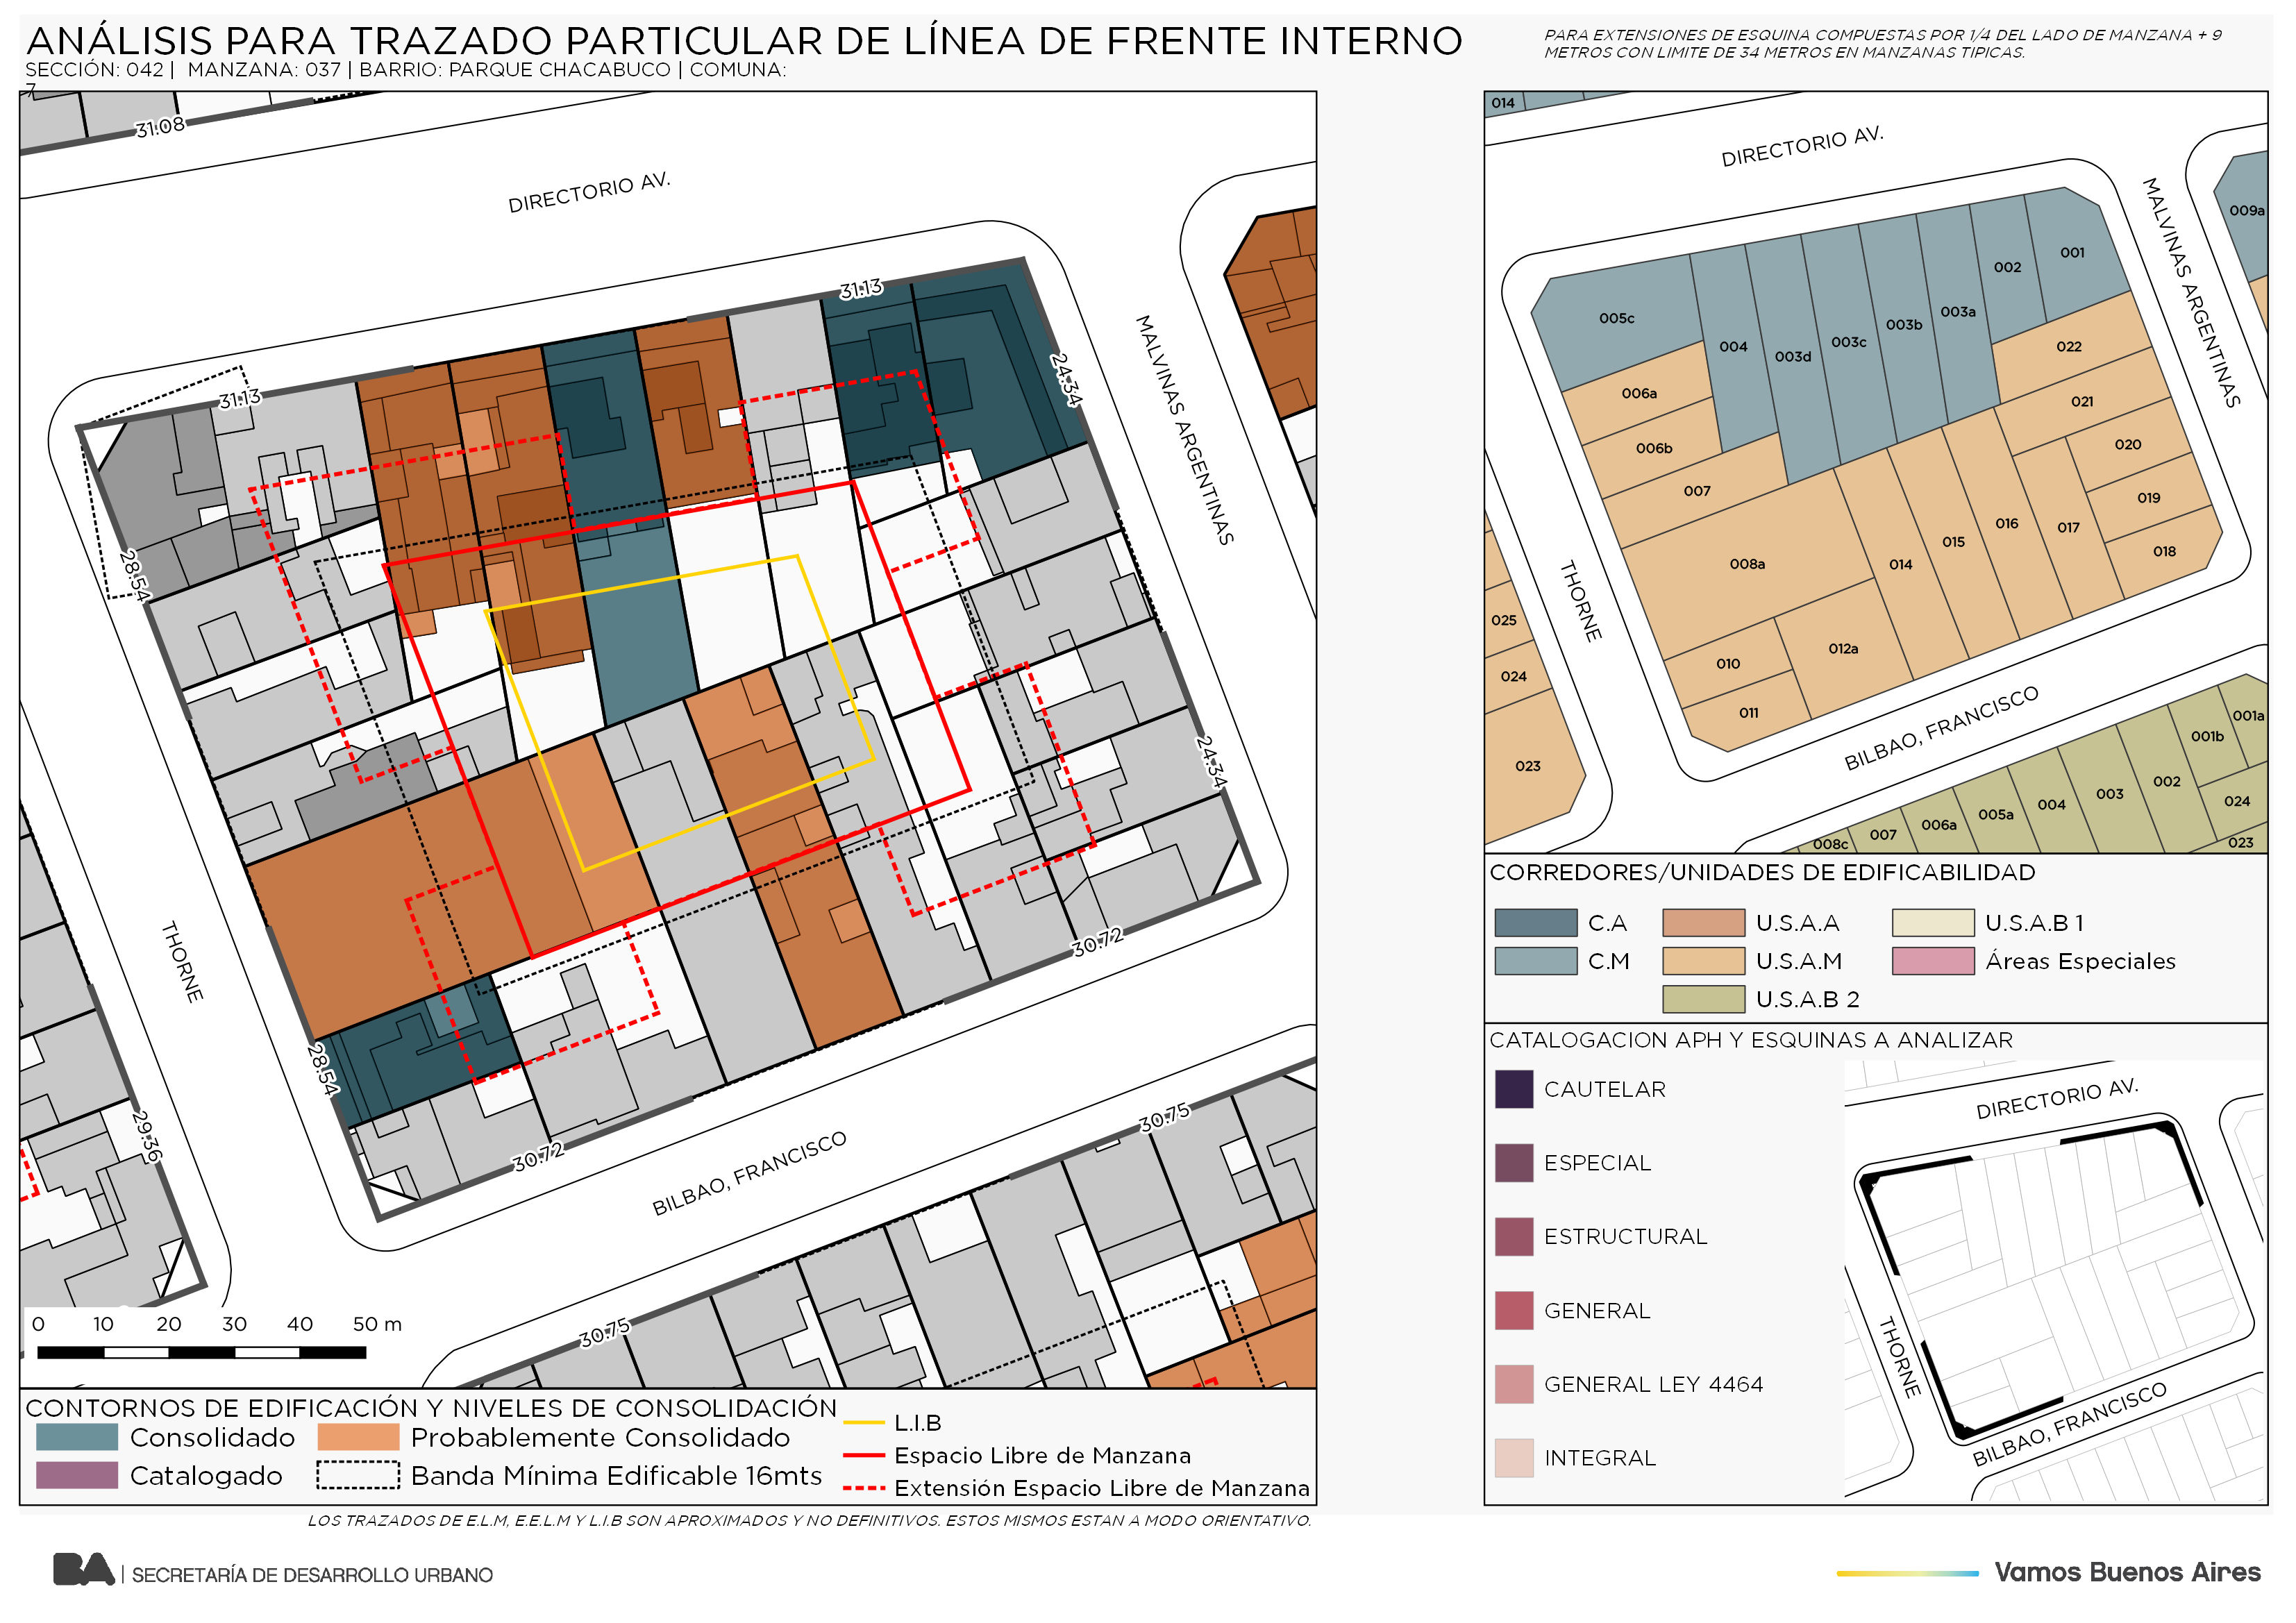 ANÁLISIS PARA TRAZADO PARTICULAR DE LÍNEA DE FRENTE INTERNO
SECCIÓN: 042 | MANZANA: 037 | BARRIO: PARQUE CHACABUCO | COMUNA:
7
PARA EXTENSIONES DE ESQUINA COMPUESTAS POR 1/4 DEL LADO DE MANZANA + 9
METROS CON LIMITE DE 34 METROS EN MANZANAS TIPICAS.
31.08
DIRECTORIO AV.
31.13
31.13
24.34
MALVINAS ARGENTINAS
28.54
24.34
THORNE
30.72
28.54
29.36
30.72
BILBAO, FRANCISCO
30.75
30.75
0 10 20 30 40 50 m
CONTORNOS DE EDIFICACIÓN Y NIVELES DE CONSOLIDACIÓN
Consolidado
Probablemente Consolidado
Catalogado
Banda Mínima Edificable 16mts
L.I.B
Espacio Libre de Manzana
Extensión Espacio Libre de Manzana
014
DIRECTORIO AV.
MALVINAS ARGENTINAS
009a
001
002
003a
003b
003c
003d
004
005c
006a
006b
007
008a
022
021
020
019
018
017
016
015
014
012a
010
011
THORNE
025
024
023
BILBAO, FRANCISCO
001a
001b
002
003
004
005a
006a
007
008c
024
023
CORREDORES/UNIDADES DE EDIFICABILIDAD
C.A
U.S.A.A
U.S.A.B 1
C.M
U.S.A.M
Áreas Especiales
U.S.A.B 2
CATALOGACION APH Y ESQUINAS A ANALIZAR
CAUTELAR
ESPECIAL
ESTRUCTURAL
GENERAL
GENERAL LEY 4464
INTEGRAL
DIRECTORIO AV.
THORNE
BILBAO, FRANCISCO
LOS TRAZADOS DE E.L.M, E.E.L.M Y L.I.B SON APROXIMADOS Y NO DEFINITIVOS. ESTOS MISMOS ESTAN A MODO ORIENTATIVO.
BA | SECRETARÍA DE DESARROLLO URBANO
Vamos Buenos Aires